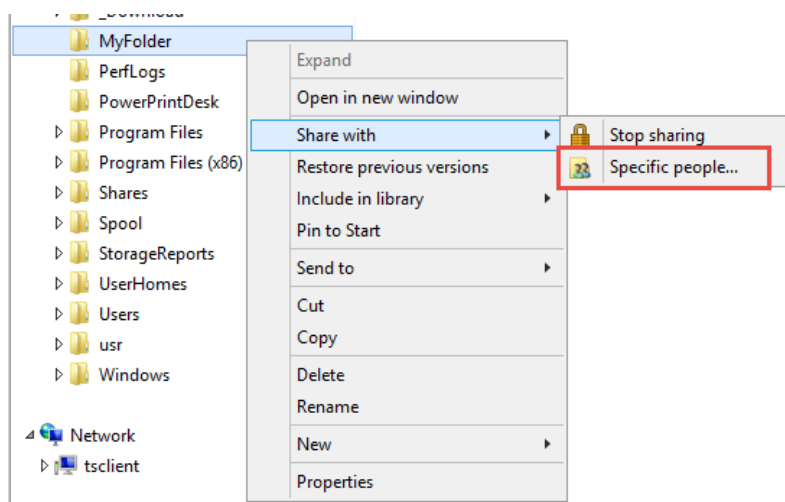 _Download
MyFolder
PerfLogs
PowerPrintDesk
Program Files
Program Files (x86)
Shares
Spool
StorageReports
UserHomes
Users
usr
Windows
Network
tsclient
Expand
Open in new window
Share with
Restore previous versions
Include in library
Pin to Start
Send to
Cut
Copy
Delete
Rename
New
Properties
Stop sharing
Specific people...